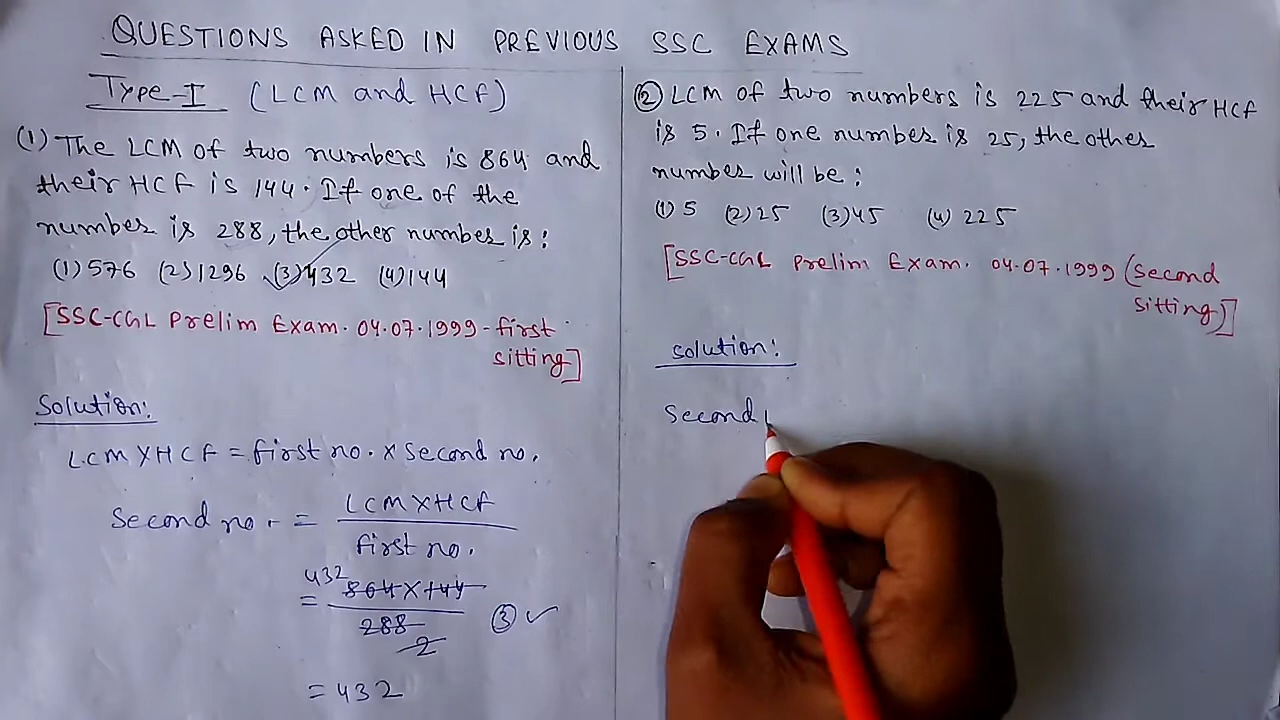 QUESTIONS ASKED IN PREVIOUS SSC EXAMS
Type-I (LCM and HCF)
(1) The LCM of two numbers is 864 and
their HCF is 144. If one of the
number is 288, the other number is:
(1) 576 (2) 1296 (3) 432 (4) 144
[SSC-CGL Prelim Exam. 04.07.1999-first
sitting]
Solution:
LCM X HCF = first no. x second no.
Second no. = LCM X HCF
first no.
432
= 864 X 144
288
2
③ ✓
= 432
② LCM of two numbers is 225 and their HCF
is 5. If one number is 25, the other
number will be:
(1) 5 (2) 25 (3) 45 (4) 225
[SSC-CGL Prelim Exam. 04.07.1999 (second
sitting)]
solution:
Second